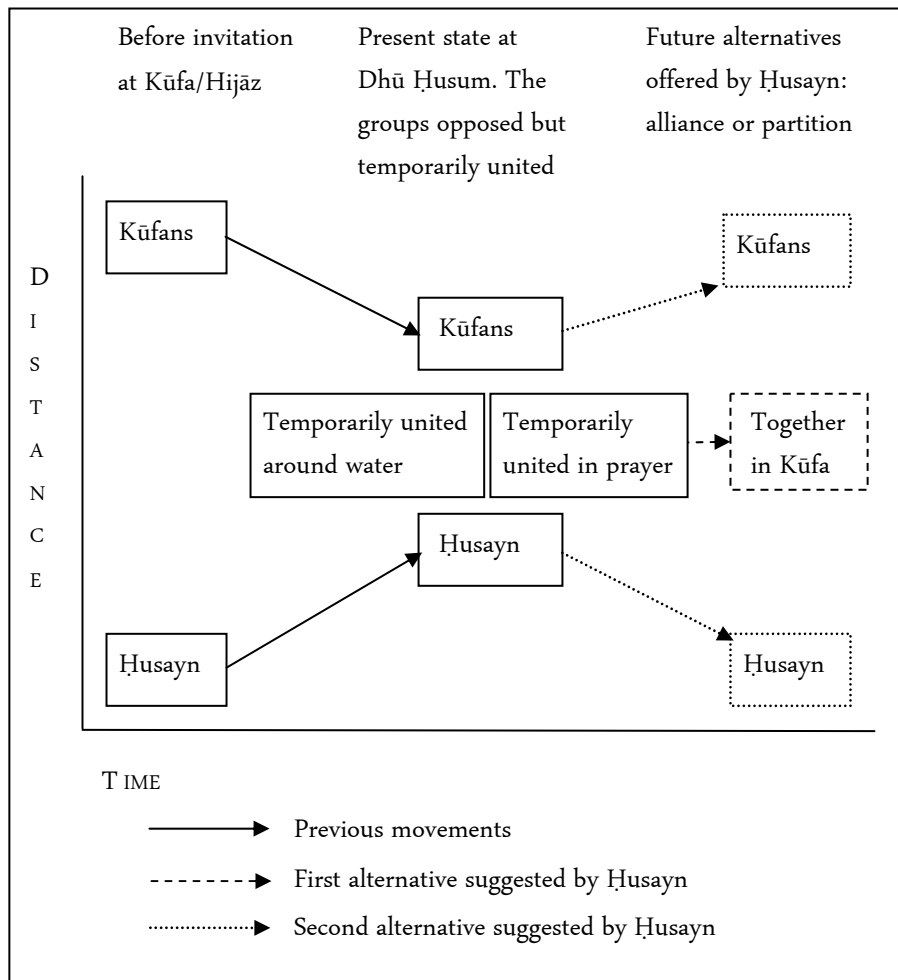 Before invitation
at Kūfa/Hijāz
Present state at
Dhū Ḥusum. The
groups opposed but
temporarily united
Future alternatives
offered by Ḥusayn:
alliance or partition
DISTANCE
Kūfans
Kūfans
Kūfans
Temporarily united
around water
Temporarily
united in prayer
Together
in Kūfa
Ḥusayn
Ḥusayn
Ḥusayn
TIME
Previous movements
First alternative suggested by Ḥusayn
Second alternative suggested by Ḥusayn